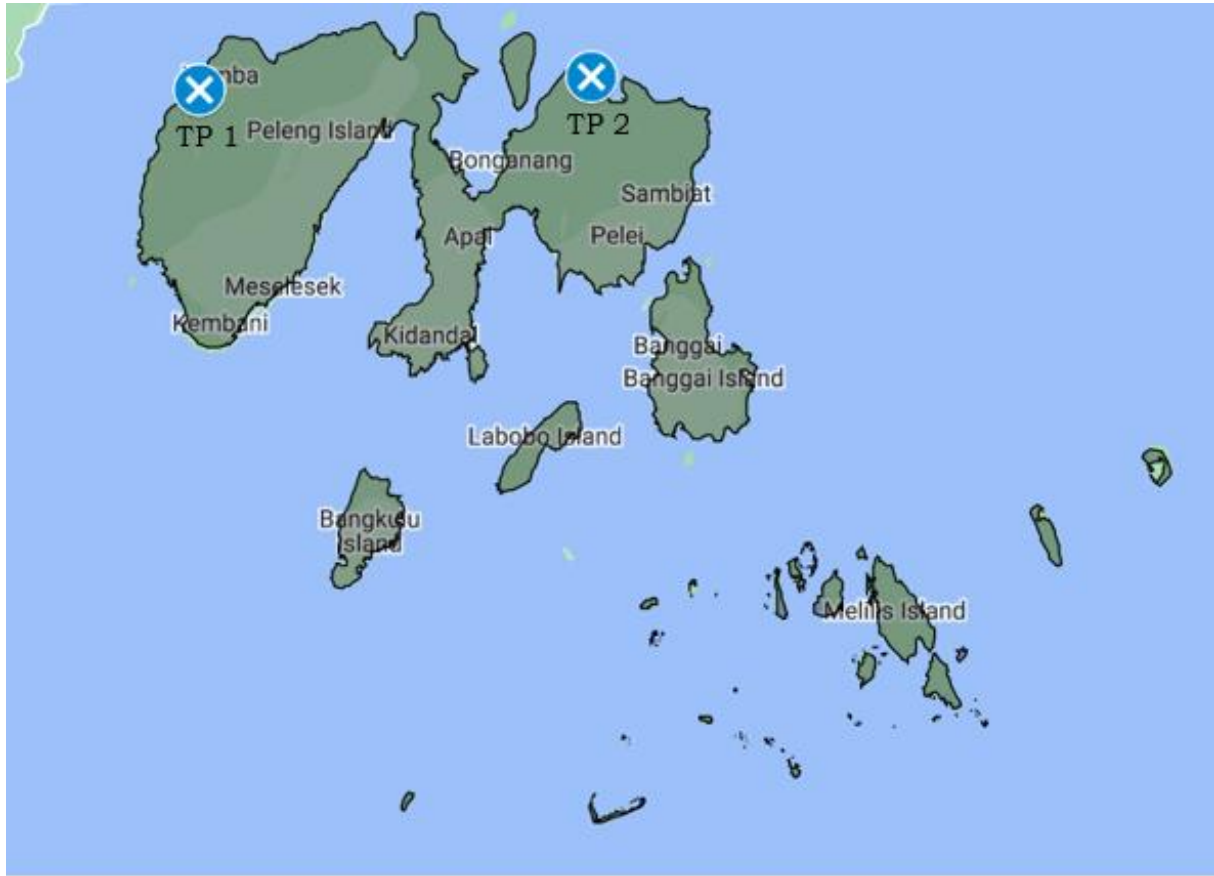 TP 1
Peleng Island
TP 2
Bonganang
Sambiat
Apal
Pelei
Meselesek
Kembani
Kidandal
Banggai
Banggai Island
Labobo Island
Bangkulu
Island
Melilis Island